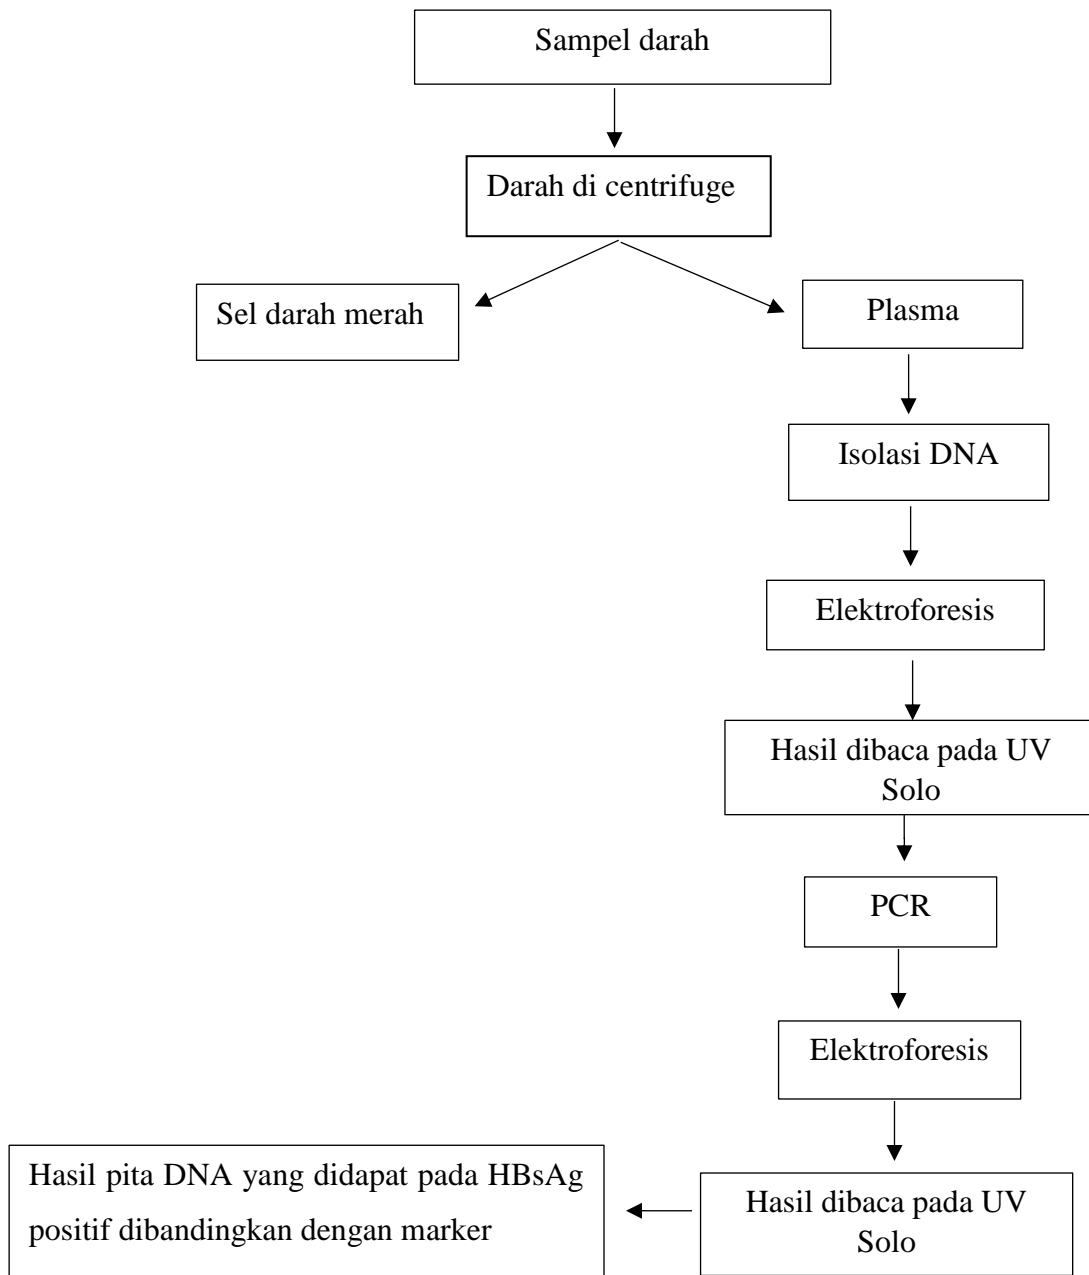 Sampel darah
Darah di centrifuge
Sel darah merah
Plasma
Isolasi DNA
Elektroforesis
Hasil dibaca pada UV
Solo
PCR
Elektroforesis
Hasil pita DNA yang didapat pada HBsAg
positif dibandingkan dengan marker
Hasil dibaca pada UV
Solo